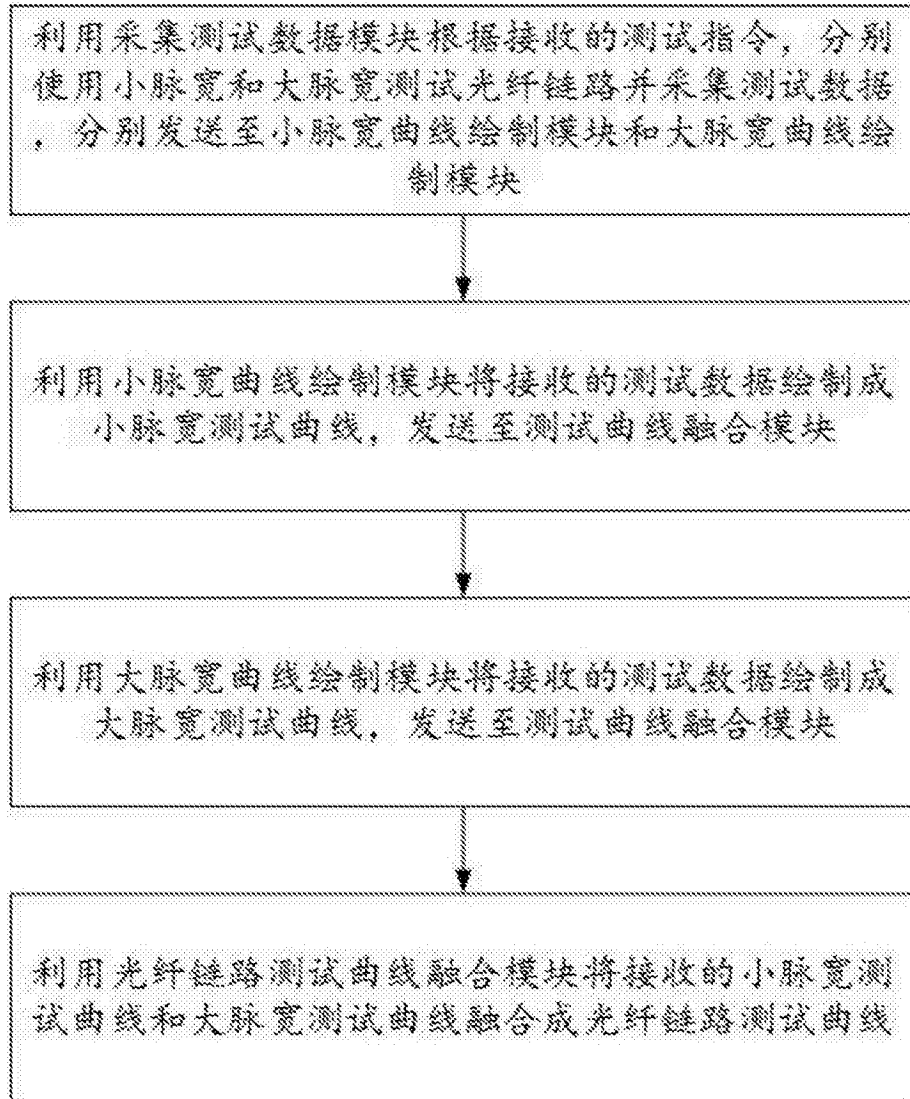 利用采集测试数据模块根据接收的测试指令，分别
使用小脉宽和大脉宽测试光纤链路并采集测试数据
，分别发送至小脉宽曲线绘制模块和大脉宽曲线绘
制模块
利用小脉宽曲线绘制模块将接收的测试数据绘制成
小脉宽测试曲线，发送至测试曲线融合模块
利用大脉宽曲线绘制模块将接收的测试数据绘制成
大脉宽测试曲线，发送至测试曲线融合模块
利用光纤链路测试曲线融合模块将接收的小脉宽测
试曲线和大脉宽测试曲线融合成光纤链路测试曲线